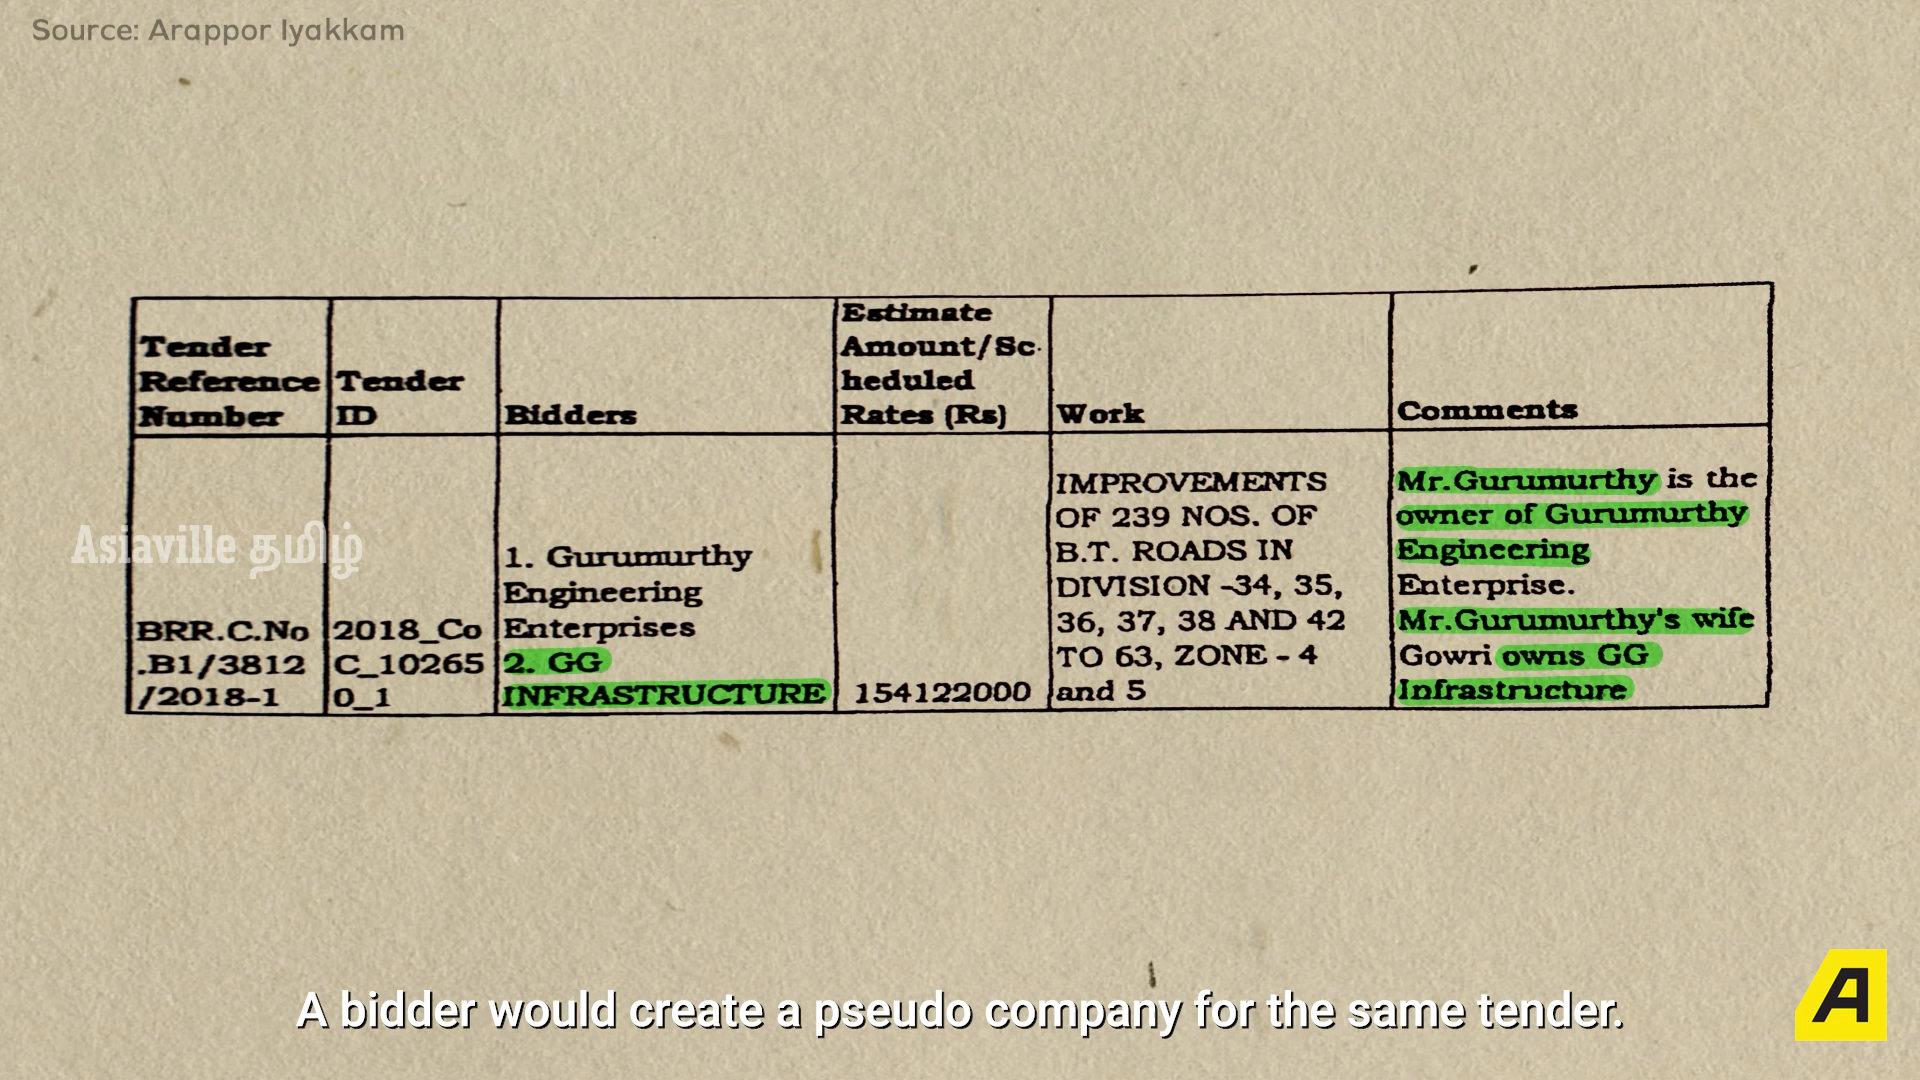 Source: Arappor Iyakkam
Tender
Reference
Number
Tender
ID
Bidders
Estimate
Amount/Sc
heduled
Rates (Rs)
Work
Comments
BRR.C.No
.B1/3812
/2018-1
2018_Co
C_10265
0_1
1. Gurumurthy
Engineering
Enterprises
2. GG
INFRASTRUCTURE
154122000
IMPROVEMENTS
OF 239 NOS. OF
B.T. ROADS IN
DIVISION -34, 35,
36, 37, 38 AND 42
TO 63, ZONE - 4
and 5
Mr.Gurumurthy is the
owner of Gurumurthy
Engineering
Enterprise.
Mr.Gurumurthy's wife
Gowri owns GG
Infrastructure
Asiaville தமிழ்
A bidder would create a pseudo company for the same tender.
A